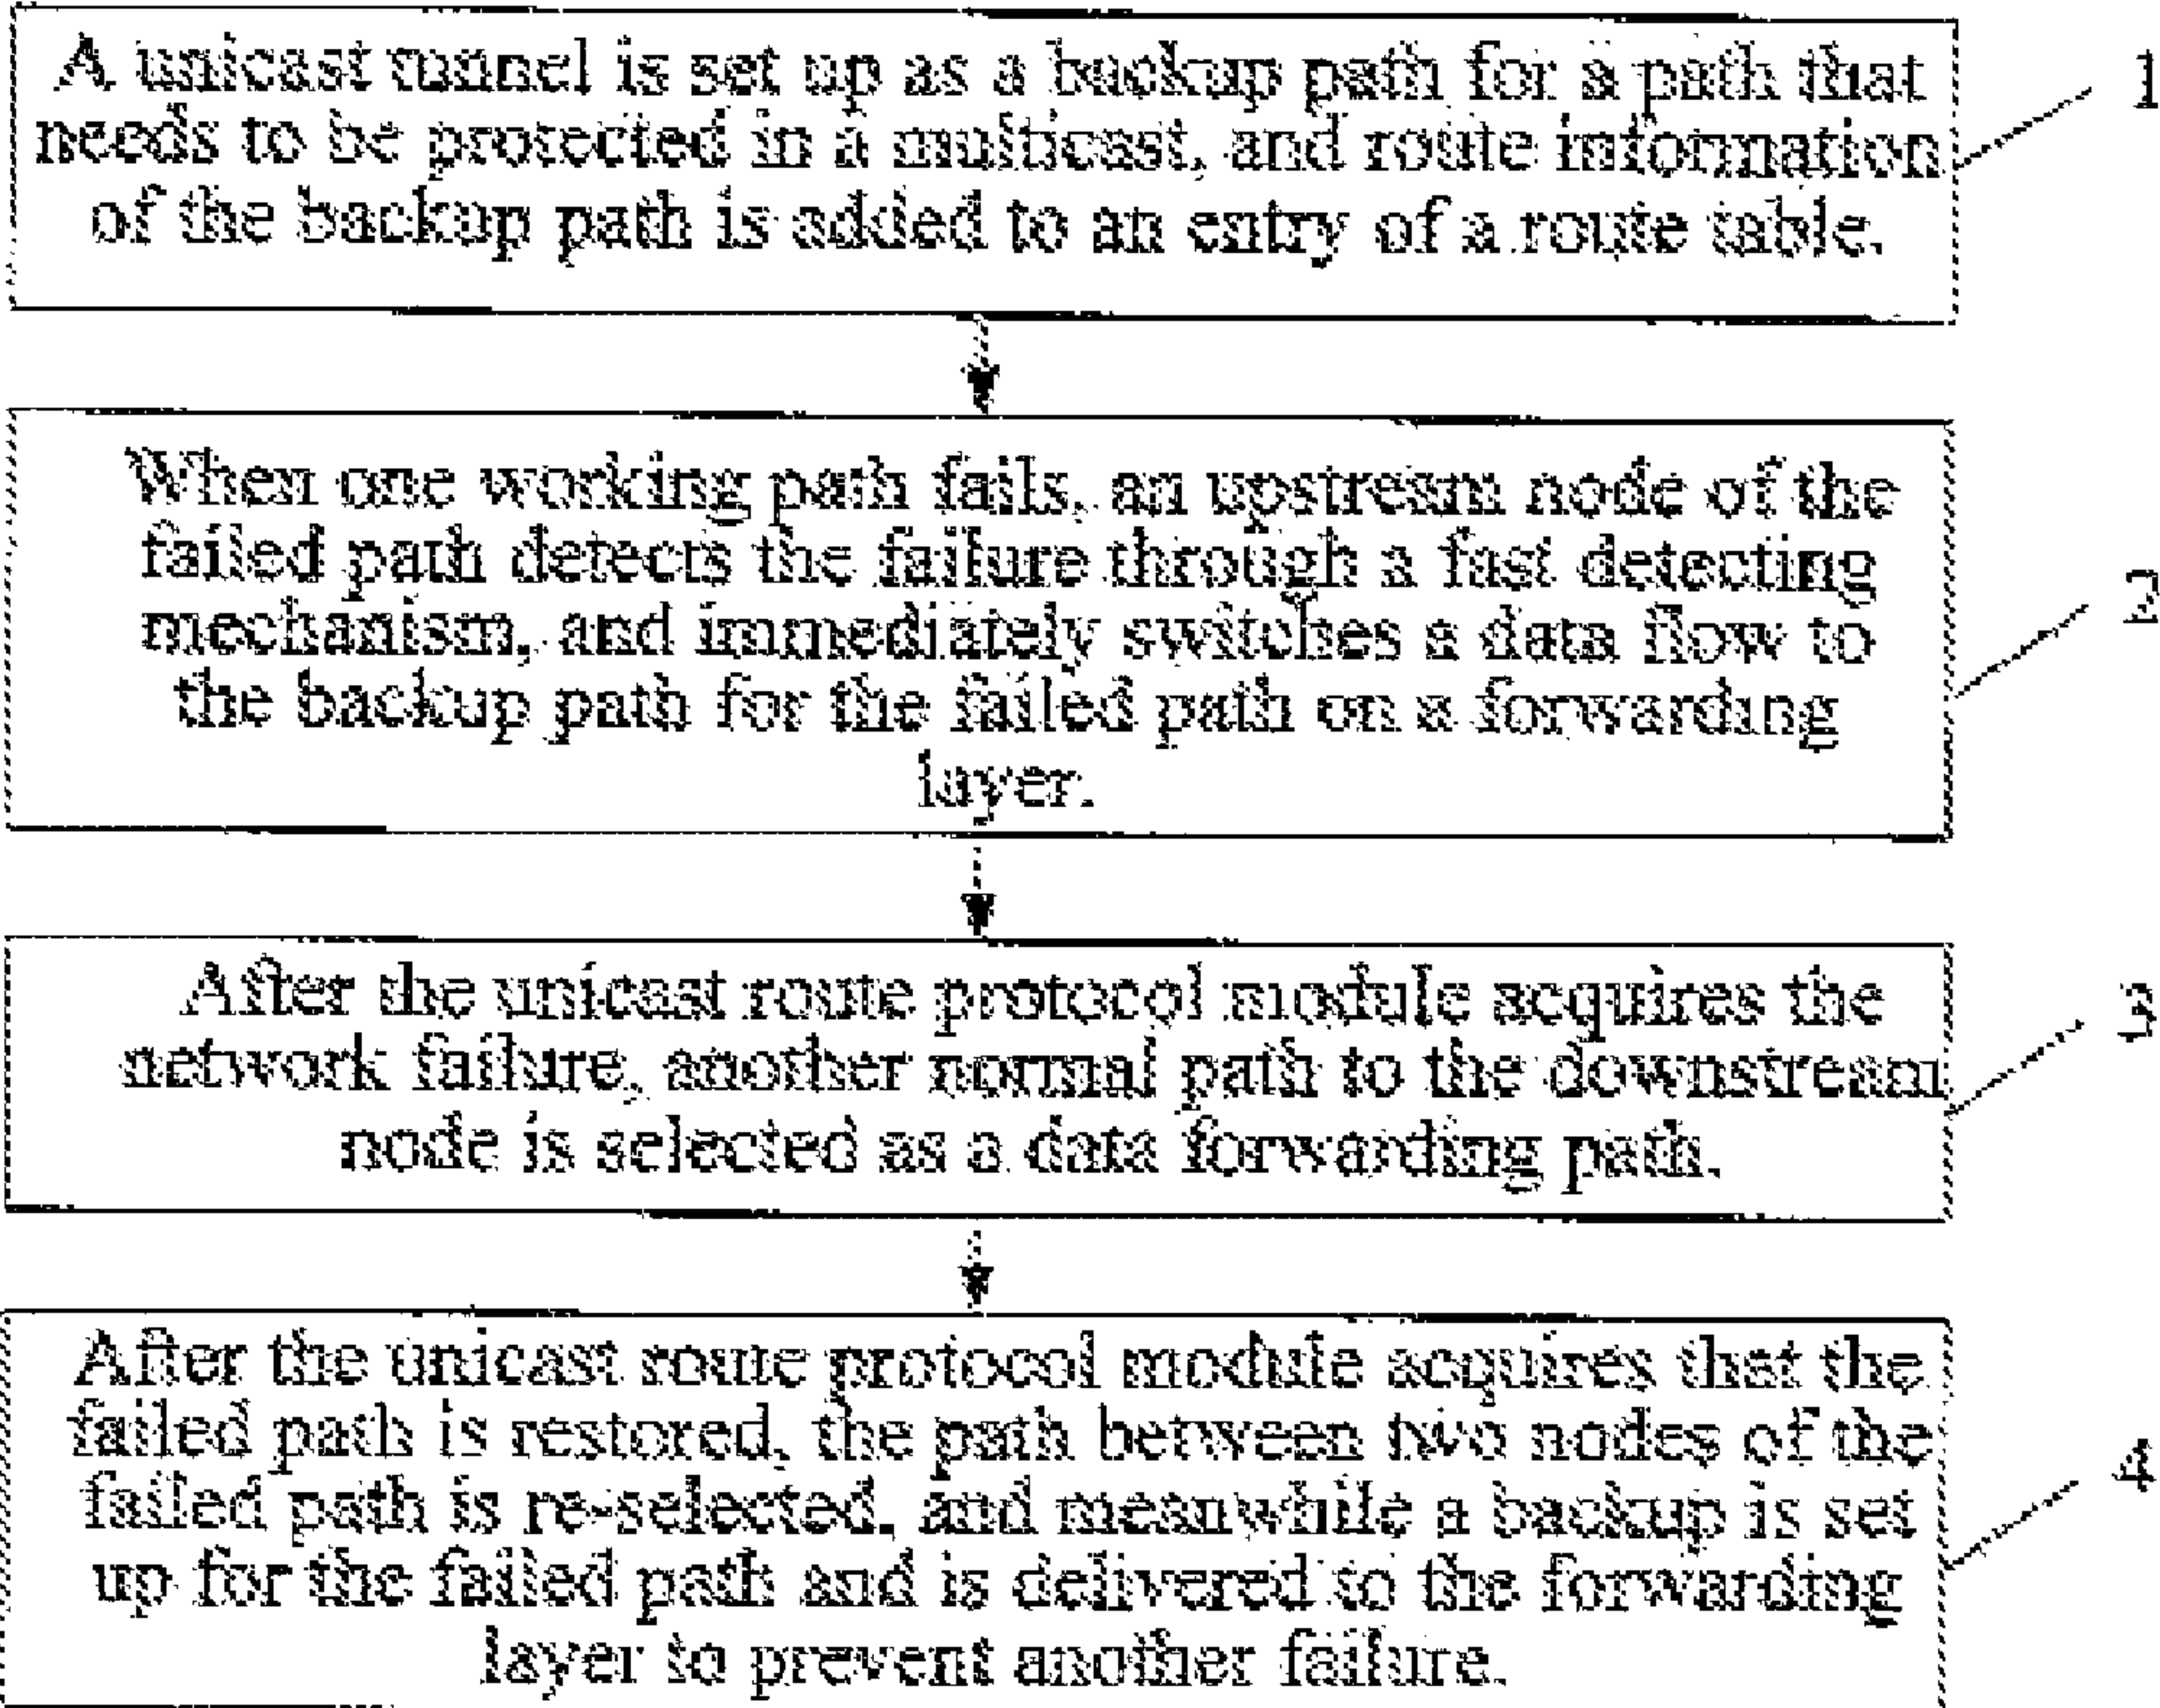 A unicast tunnel is set up as a backup path for a path that
needs to be protected in a multicast, and route information
of the backup path is added to an entry of a route table.
1
When one working path fails, an upstream node of the
failed path detects the failure through a fast detecting
mechanism, and immediately switches a data flow to
the backup path for the failed path on a forwarding
layer.
2
After the unicast route protocol module acquires the
network failure, another normal path to the downstream
node is selected as a data forwarding path.
3
After the unicast route protocol module acquires that the
failed path is restored, the path between two nodes of the
failed path is re-selected, and meanwhile a backup is set
up for the failed path and is delivered to the forwarding
layer to prevent another failure.
4